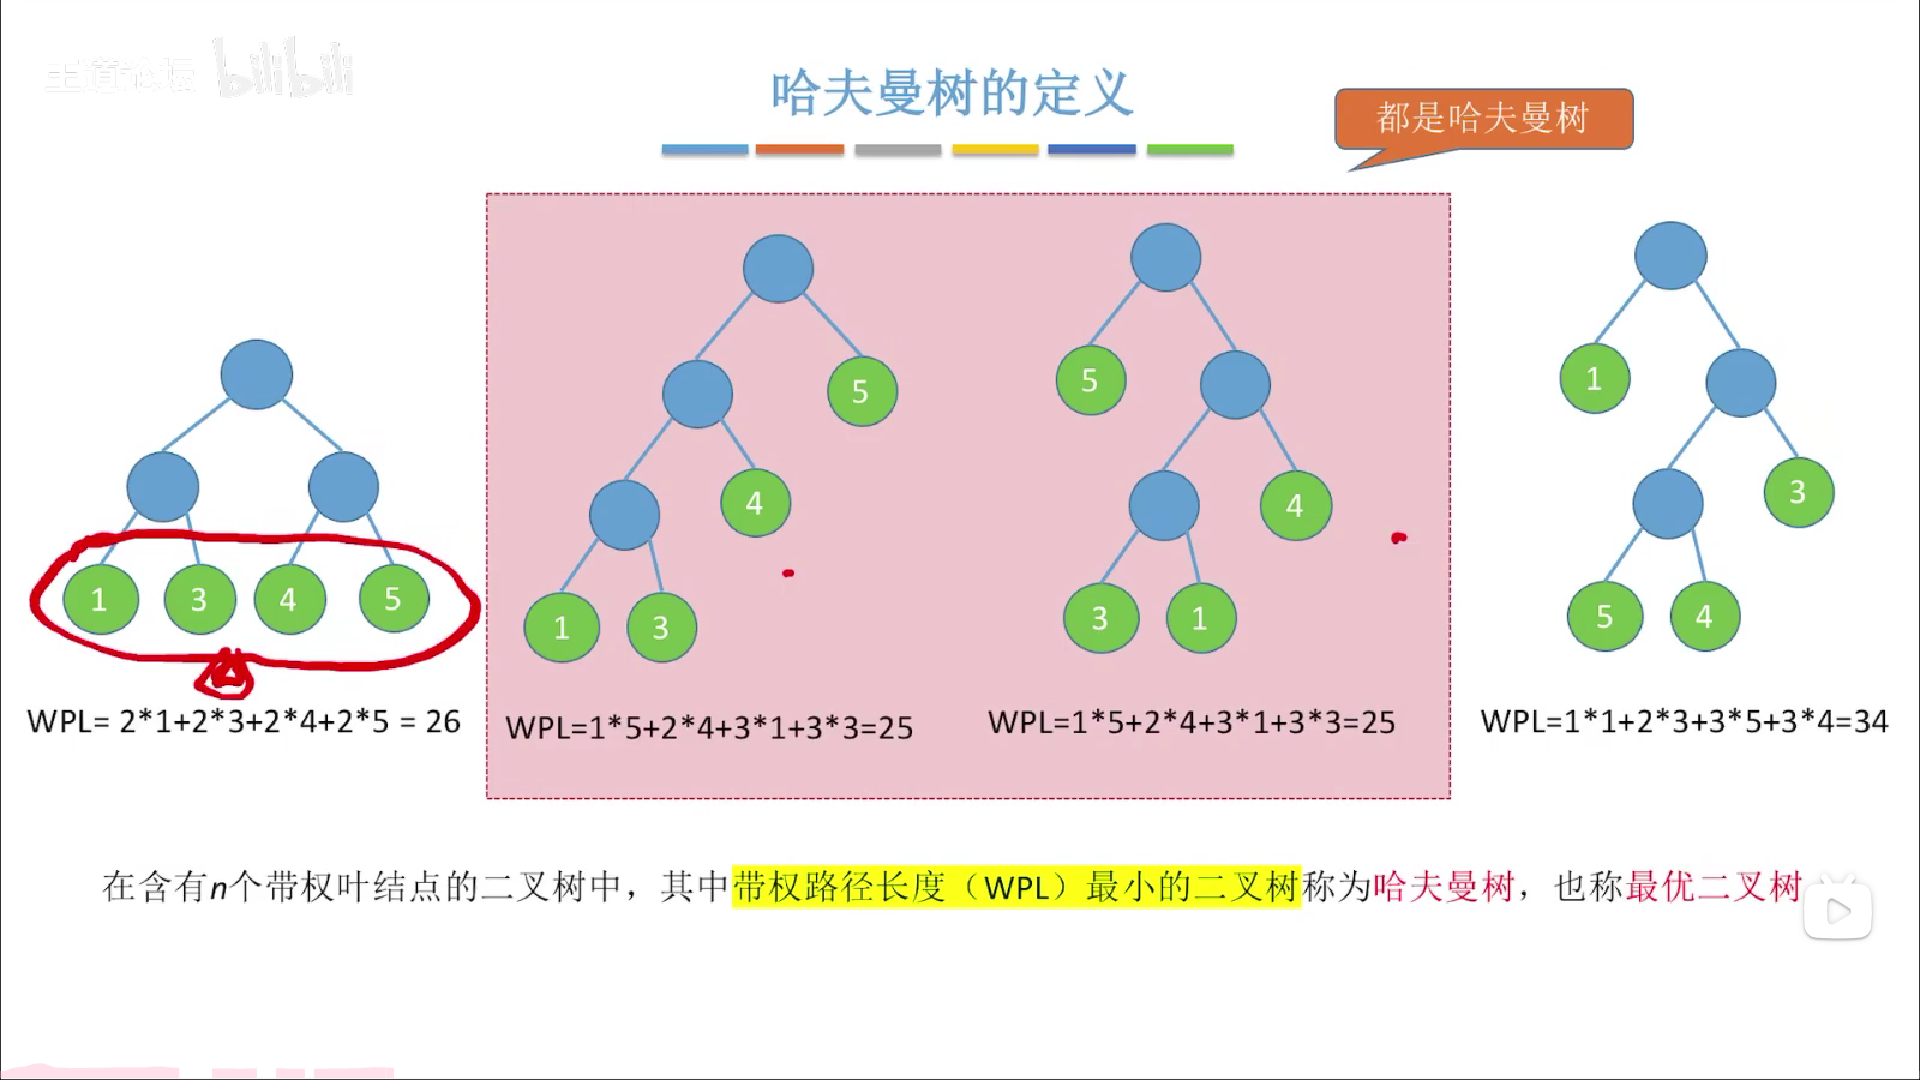 王道论坛 bilibili
哈夫曼树的定义
都是哈夫曼树
1 3 4 5
WPL= 2*1+2*3+2*4+2*5 = 26
5
4
1 3
WPL=1*5+2*4+3*1+3*3=25
5
4
3 1
WPL=1*5+2*4+3*1+3*3=25
1
3
5 4
WPL=1*1+2*3+3*5+3*4=34
在含有n个带权叶结点的二叉树中，其中带权路径长度（WPL）最小的二叉树称为哈夫曼树，也称最优二叉树